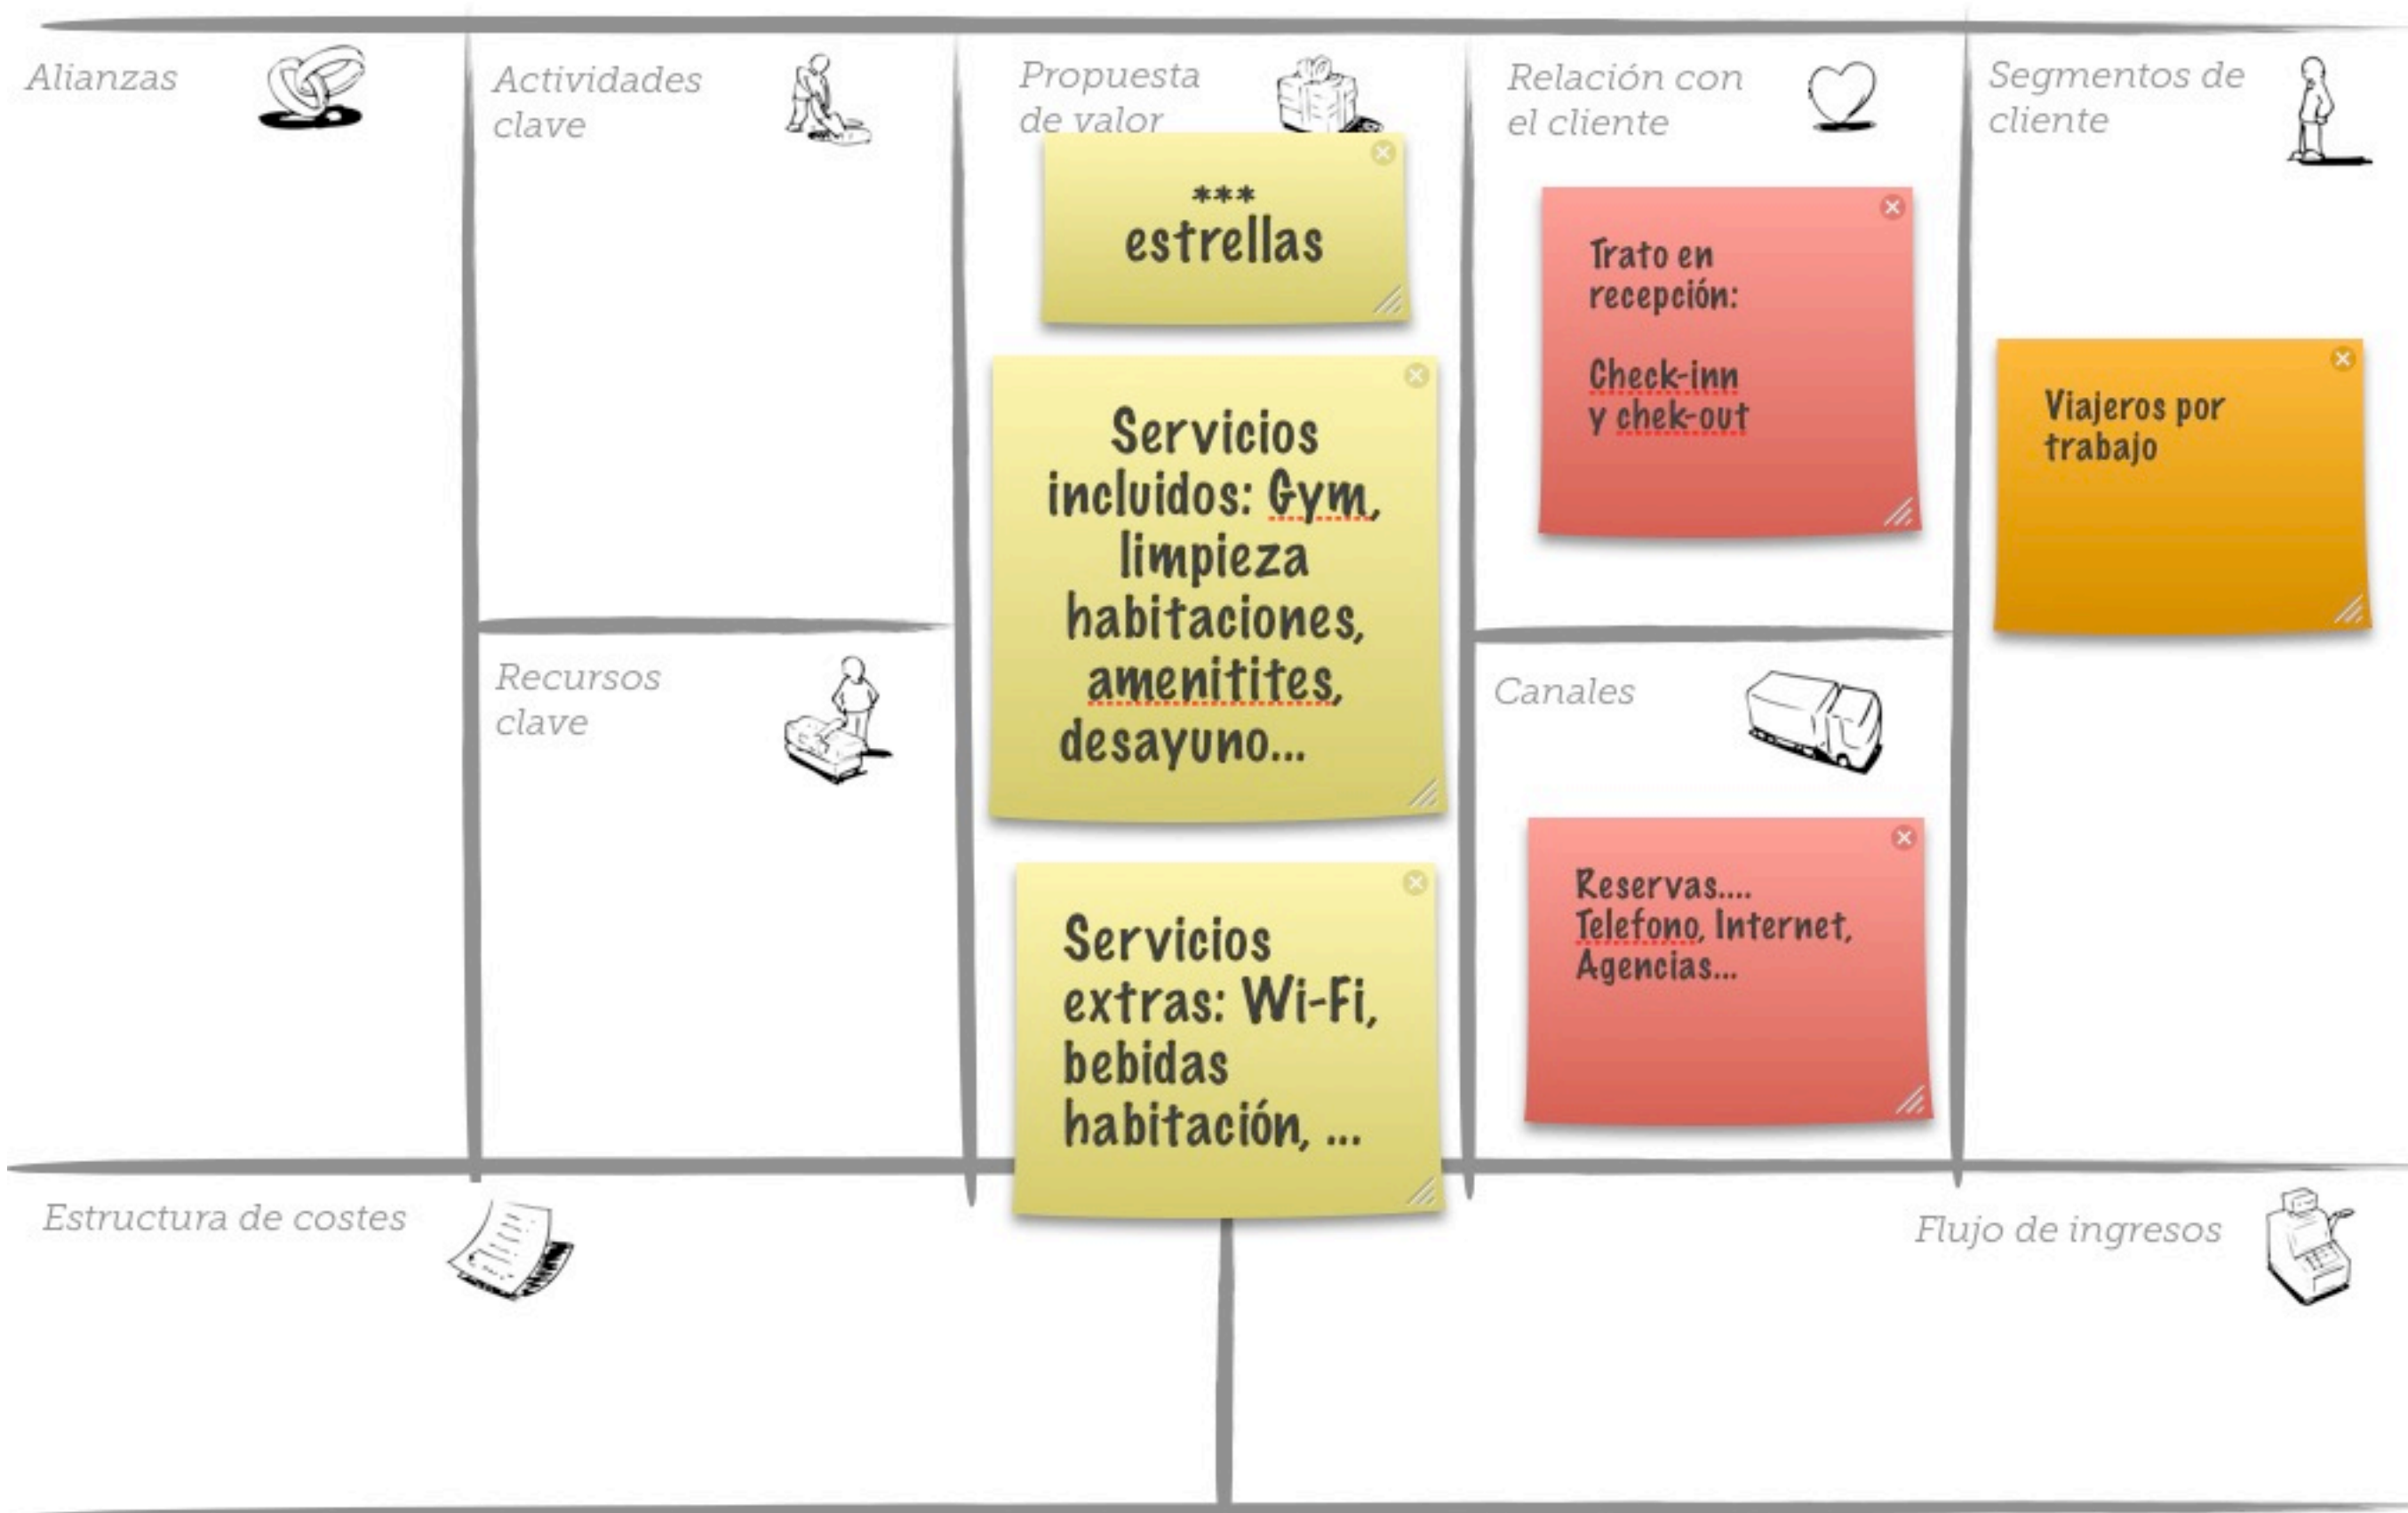 Alianzas
Actividades
clave
Recursos
clave
Propuesta
de valor
***
estrellas
Servicios
incluidos: Gym,
limpieza
habitaciones,
amenitites,
desayuno...
Servicios
extras: Wi-Fi,
bebidas
habitación, ...
Relación con
el cliente
Trato en
recepción:
Check-inn
y chek-out
Canales
Reservas....
Telefono, Internet,
Agencias...
Segmentos de
cliente
Viajeros por
trabajo
Estructura de costes
Flujo de ingresos